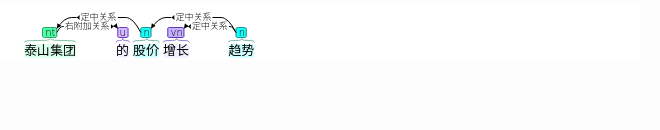 定中关系 定中关系
右附加关系 定中关系
nt u n vn n
泰山集团 的 股价 增长 趋势